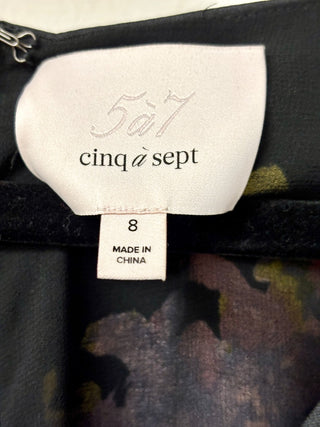 5à7
cinq à sept
8
MADE IN
CHINA